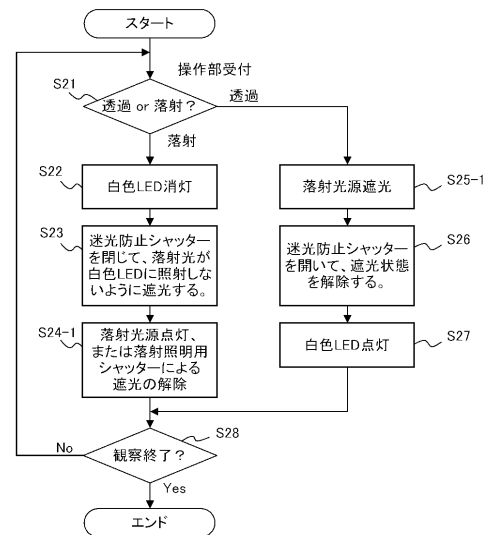 スタート
操作部受付
S21
透過 or 落射？
透過
落射
S22
白色LED消灯
S23
迷光防止シャッター
を閉じて、落射光が
白色LEDに照射しない
ように遮光する。
S24-1
落射光源点灯、
または落射照明用
シャッターによる
遮光の解除
落射光源遮光
S25-1
迷光防止シャッター
を開いて、遮光状態
を解除する。
S26
白色LED点灯
S27
S28
観察終了？
No
Yes
エンド